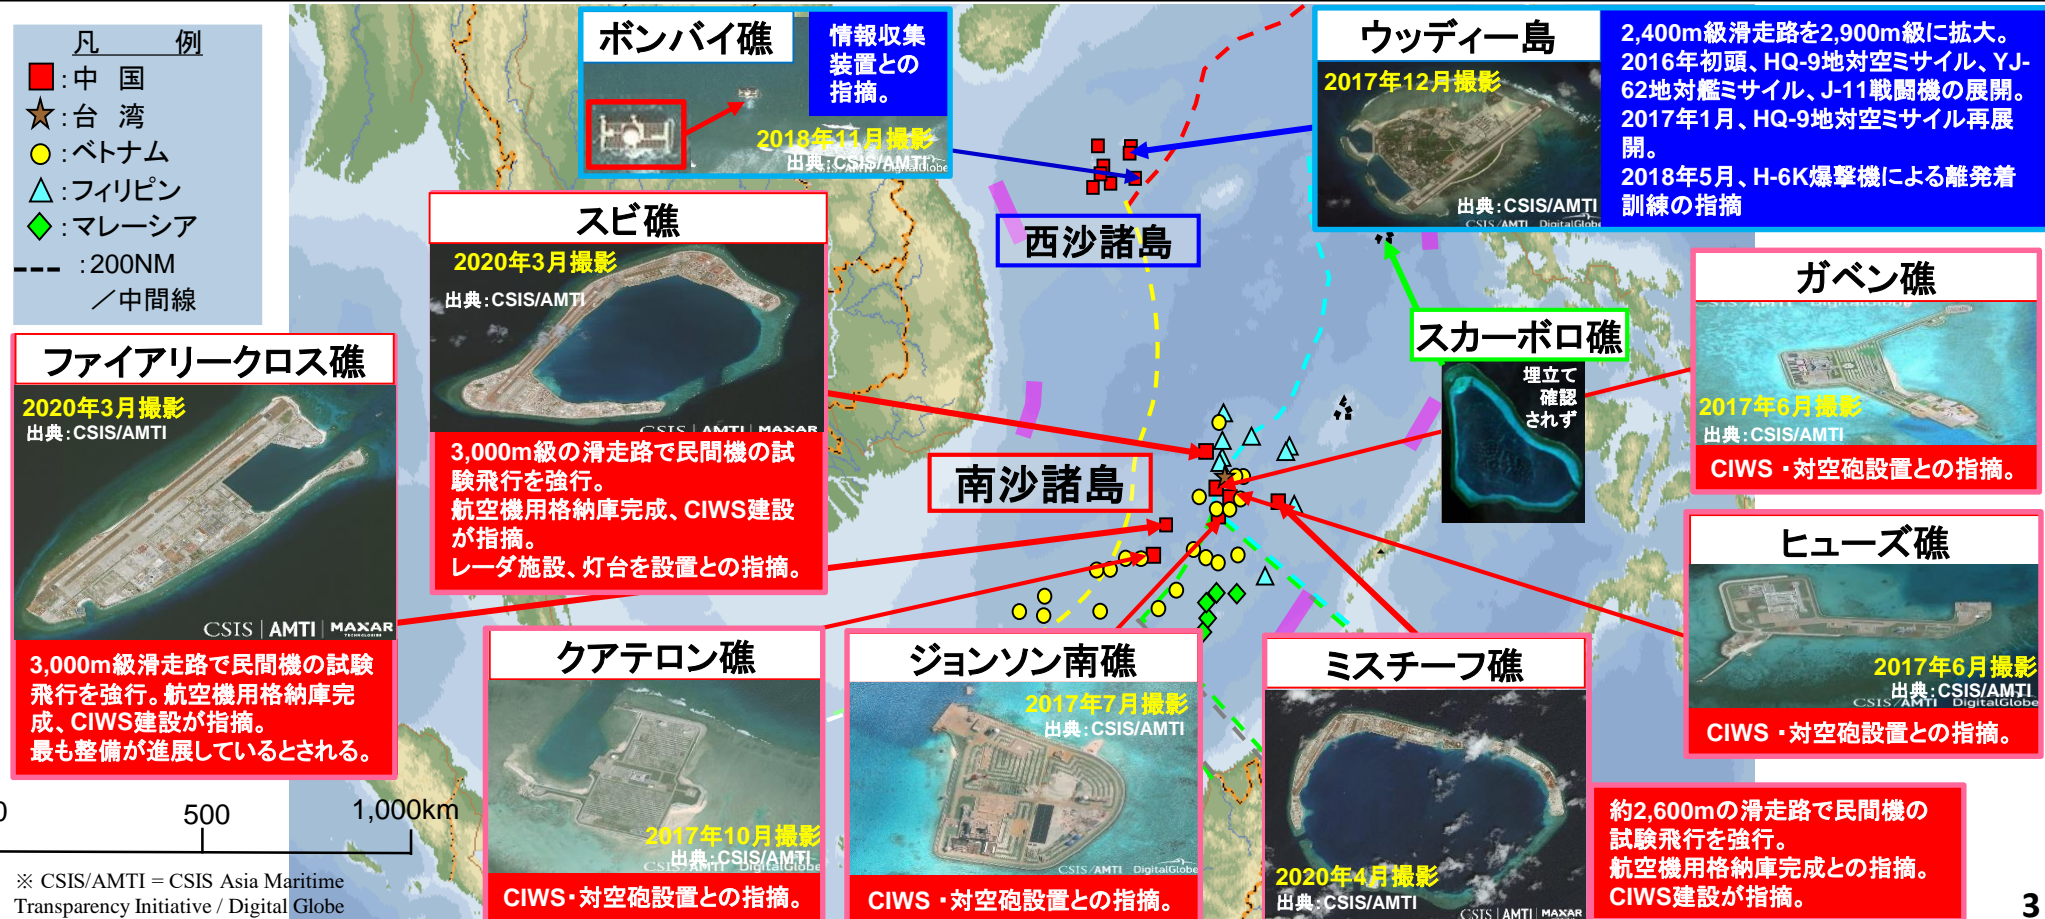 凡　例
：中　国
：台　湾
：ベトナム
：フィリピン
：マレーシア
：200NM
／中間線
ボンバイ礁
情報収集
装置との
指摘。
2018年11月撮影
出典：CSIS/AMTI
DigitalGlobe
ウッディー島
2017年12月撮影
出典：CSIS/AMTI
CSIS/AMTI DigitalGlobe
2,400m級滑走路を2,900m級に拡大。
2016年初頭、HQ-9地対空ミサイル、YJ-
62地対艦ミサイル、J-11戦闘機の展開。
2017年1月、HQ-9地対空ミサイル再展
開。
2018年5月、H-6K爆撃機による離発着
訓練の指摘
西沙諸島
スビ礁
2020年3月撮影
出典：CSIS/AMTI
CSIS | AMTI | MAXAR
3,000m級の滑走路で民間機の試
験飛行を強行。
航空機用格納庫完成、CIWS建設
が指摘。
レーダ施設、灯台を設置との指摘。
スカーボロ礁
埋立て
確認
されず
ガベン礁
2017年6月撮影
出典：CSIS/AMTI
CIWS・対空砲設置との指摘。
ファイアリークロス礁
2020年3月撮影
出典：CSIS/AMTI
CSIS | AMTI | MAXAR
TECHNOLOGIES
3,000m級滑走路で民間機の試験
飛行を強行。航空機用格納庫完
成、CIWS建設が指摘。
最も整備が進展しているとされる。
南沙諸島
ヒューズ礁
2017年6月撮影
出典：CSIS/AMTI
CSIS/AMTI DigitalGlobe
CIWS・対空砲設置との指摘。
クアテロン礁
2017年10月撮影
出典：CSIS/AMTI
CSIS/AMTI DigitalGlobe
CIWS・対空砲設置との指摘。
ジョンソン南礁
2017年7月撮影
出典：CSIS/AMTI
CSIS/AMTI DigitalGlobe
CIWS・対空砲設置との指摘。
ミスチーフ礁
2020年4月撮影
出典：CSIS/AMTI
CSIS | AMTI | MAXAR
約2,600mの滑走路で民間機の
試験飛行を強行。
航空機用格納庫完成との指摘。
CIWS建設が指摘。
0
500
1,000km
※ CSIS/AMTI = CSIS Asia Maritime
Transparency Initiative / Digital Globe
3